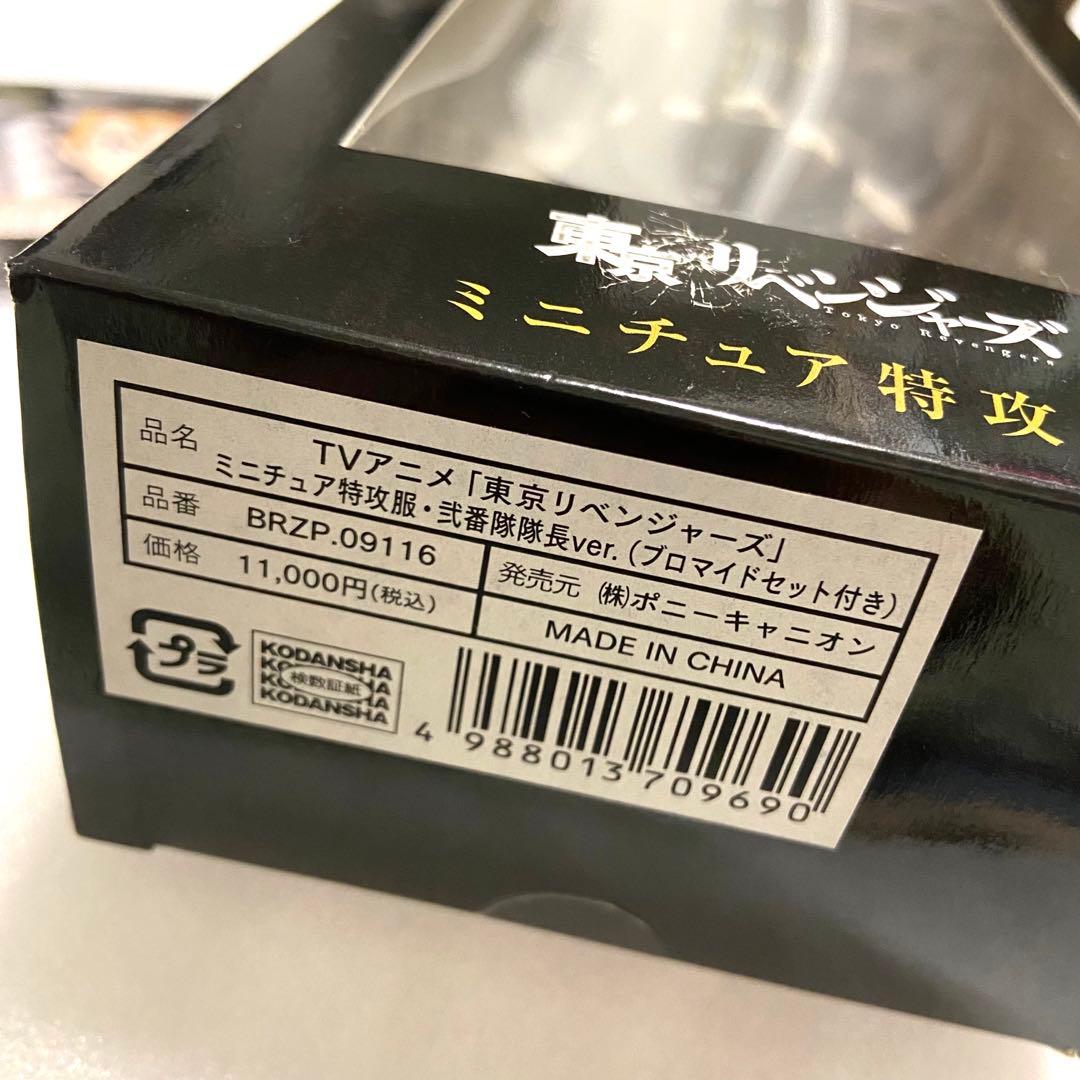 東京リベンジャーズ
Tokyo Revengers
ミニチュア特攻
品名 TVアニメ「東京リベンジャーズ」
ミニチュア特攻服・弐番隊隊長ver.(ブロマイドセット付き)
品番 BRZP.09116 発売元 (株)ポニーキャニオン
価格 11,000円(税込) MADE IN CHINA
プラ
KODANSHA
KODANSHA
検数証紙
KODANSHA
KODANSHA
4 988013 709690